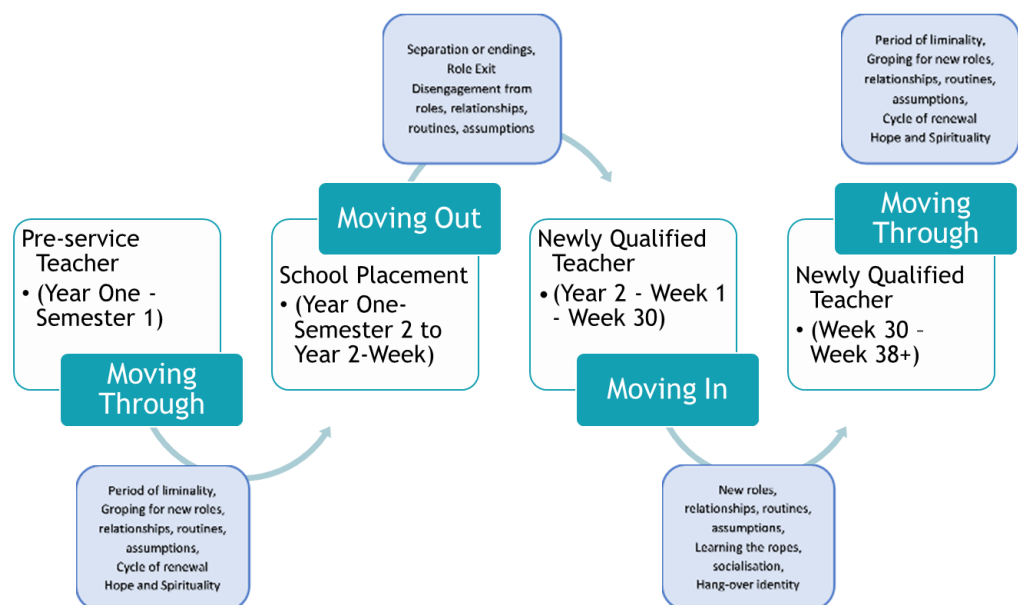 Pre-service
Teacher
• (Year One -
Semester 1)
Moving
Through
Period of liminality,
Groping for new roles,
relationships, routines,
assumptions,
Cycle of renewal
Hope and Spirituality
Separation or endings,
Role Exit
Disengagement from
roles, relationships,
routines, assumptions
Moving Out
School Placement
• (Year One-
Semester 2 to
Year 2-Week)
Newly Qualified
Teacher
• (Year 2 - Week 1
- Week 30)
Moving In
New roles,
relationships, routines,
assumptions,
Learning the ropes,
socialisation,
Hang-over identity
Period of liminality,
Groping for new roles,
relationships, routines,
assumptions,
Cycle of renewal
Hope and Spirituality
Moving
Through
Newly Qualified
Teacher
• (Week 30 –
Week 38+)